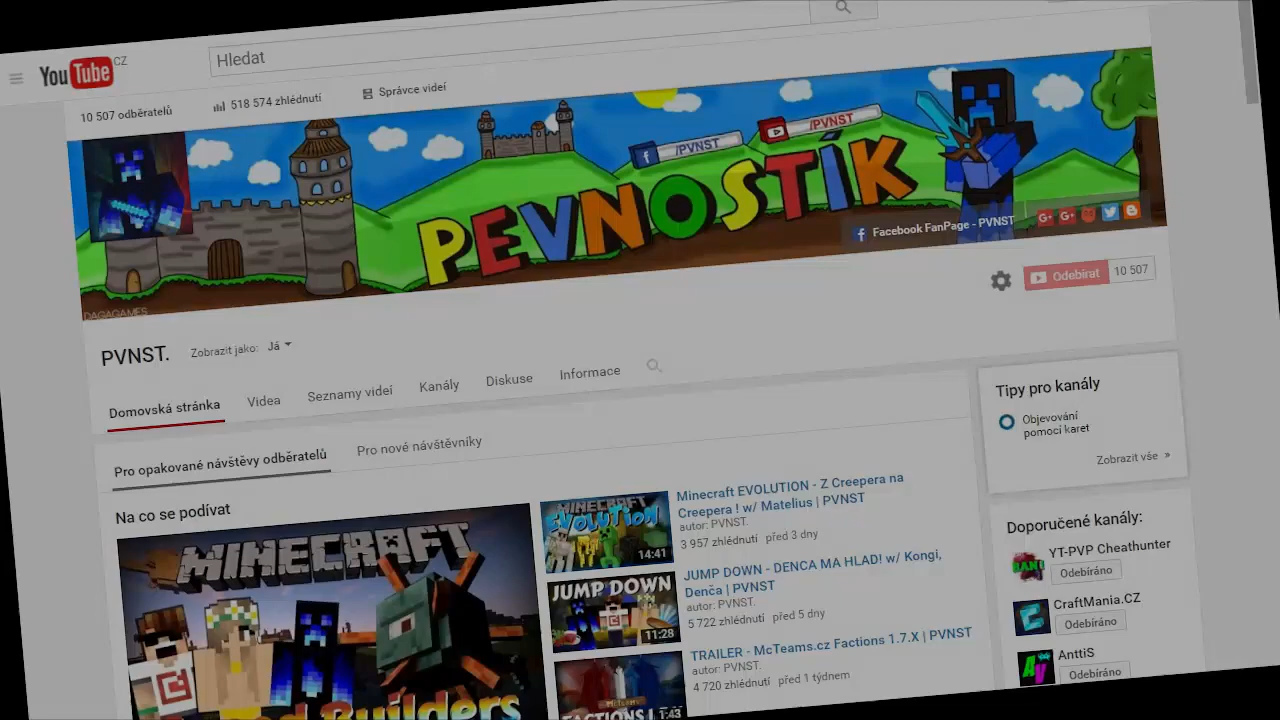 YouTube CZ
Hledat
10 507 odběratelů
518 574 zhlédnutí
Správce videí
/PVNST
/PVNST
PEVNOSTÍK
Facebook FanPage - PVNST
DAGAGAMES
Odebírat 10 507
PVNST.
Zobrazit jako: Já
Domovská stránka
Videa
Seznamy videí
Kanály
Diskuse
Informace
Pro opakované návštěvy odběratelů
Pro nové návštěvníky
Na co se podívat
MINECRAFT
Builders
MINECRAFT
EVOLUTION
14:41
Minecraft EVOLUTION - Z Creepera na
Creepera ! w/ Matelius | PVNST
autor: PVNST.
3 957 zhlédnutí před 3 dny
JUMP DOWN
11:28
JUMP DOWN - DENCA MA HLAD! w/ Kongi,
Denča | PVNST
autor: PVNST.
5 722 zhlédnutí před 5 dny
FACTIONS
1:43
TRAILER - McTeams.cz Factions 1.7.X | PVNST
autor: PVNST.
4 720 zhlédnutí před 1 týdnem
Tipy pro kanály
Objevování
pomocí karet
Zobrazit vše »
Doporučené kanály:
YT-PVP Cheathunter
Odebíráno
CraftMania.CZ
Odebíráno
AnttiS
AV
Odebíráno